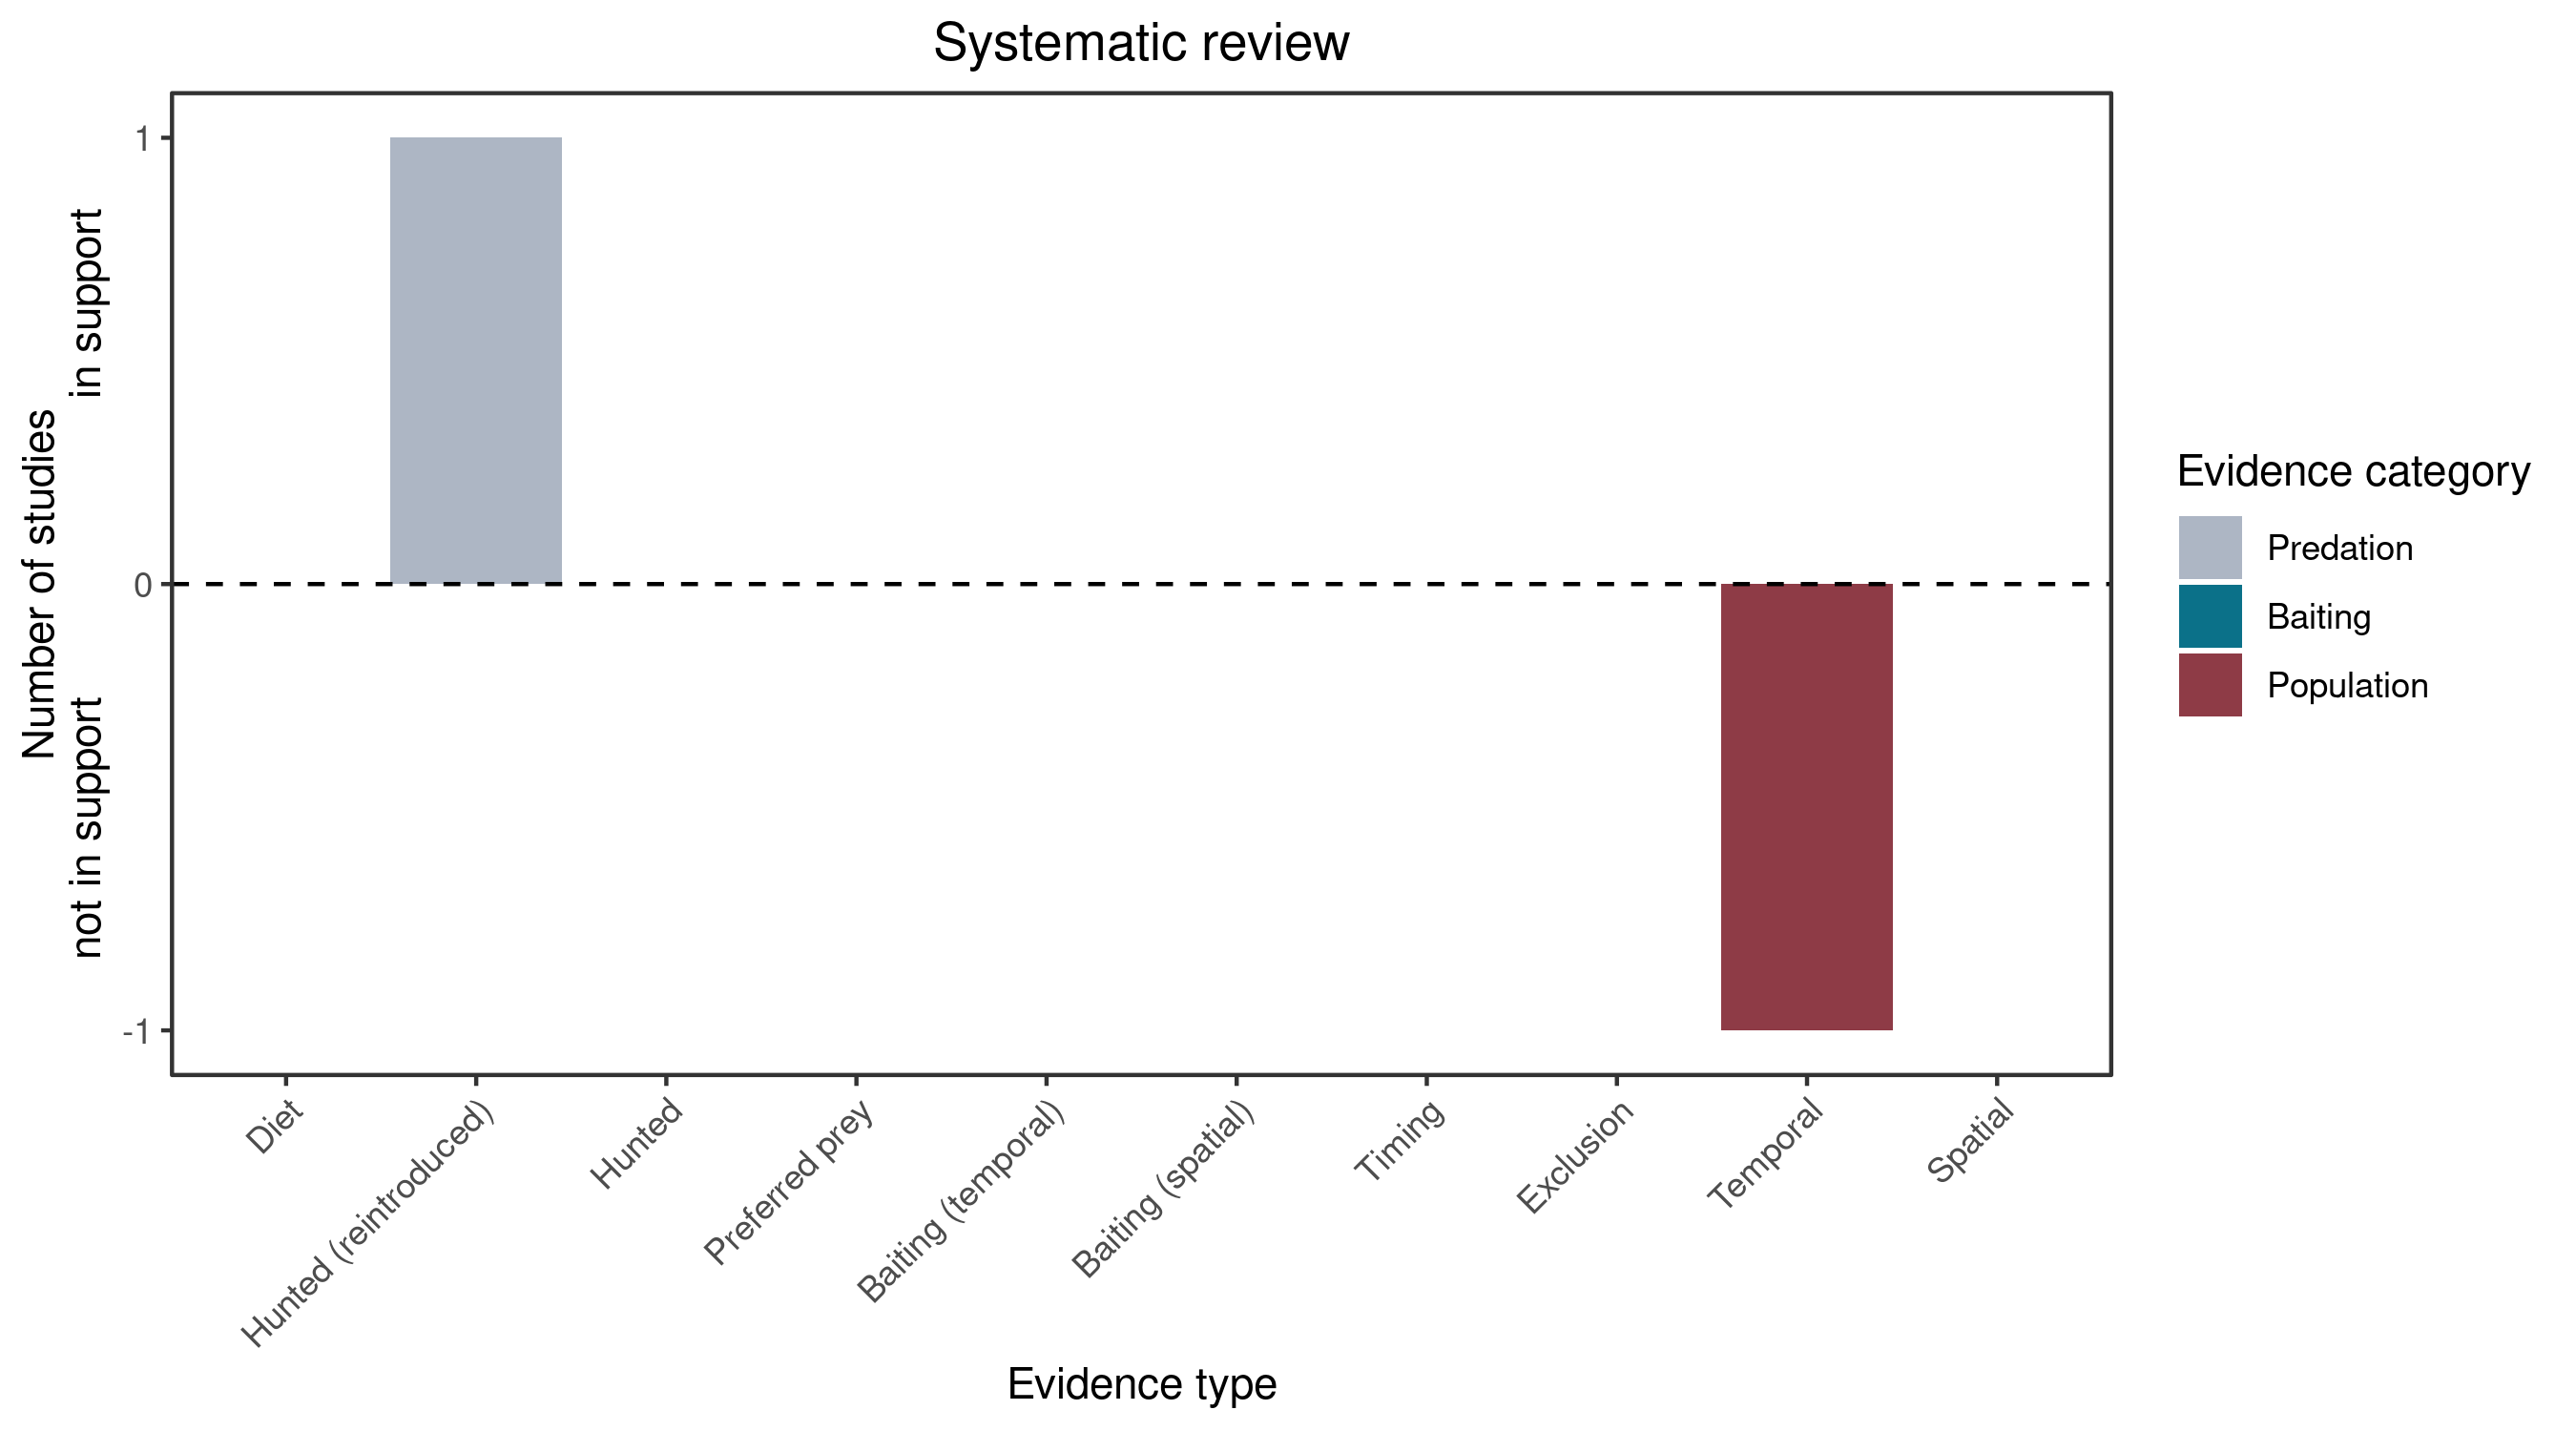 Systematic review
Number of studies
in support
not in support
1
0
-1
Diet
Hunted (reintroduced)
Hunted
Preferred prey
Baiting (temporal)
Baiting (spatial)
Timing
Exclusion
Temporal
Spatial
Evidence type
Evidence category
Predation
Baiting
Population